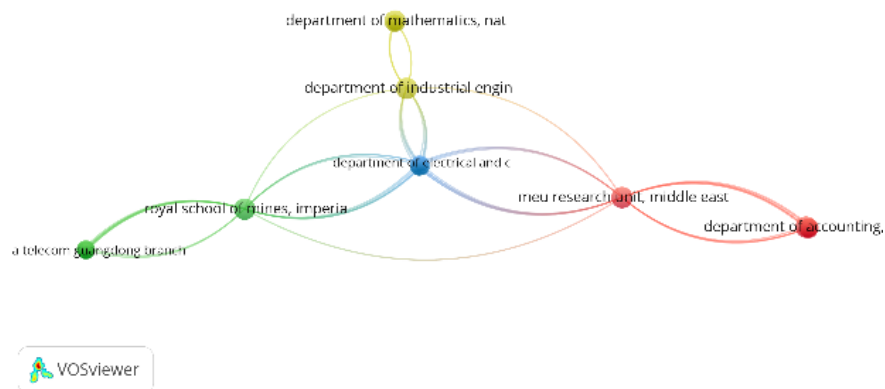 department of mathematics, nat
department of industrial engin
department of electrical and c
meu research unit, middle east
royal school of mines, imperia
department of accounting,
a telecom guangdong branch
VOSviewer